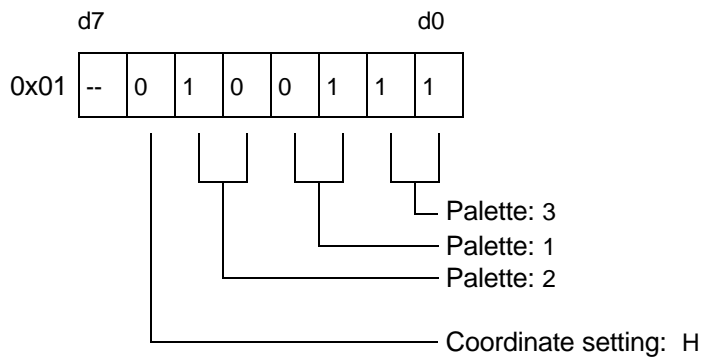 d7 d0
0x01 -- 0 1 0 0 1 1 1
Palette: 3
Palette: 1
Palette: 2
Coordinate setting: H